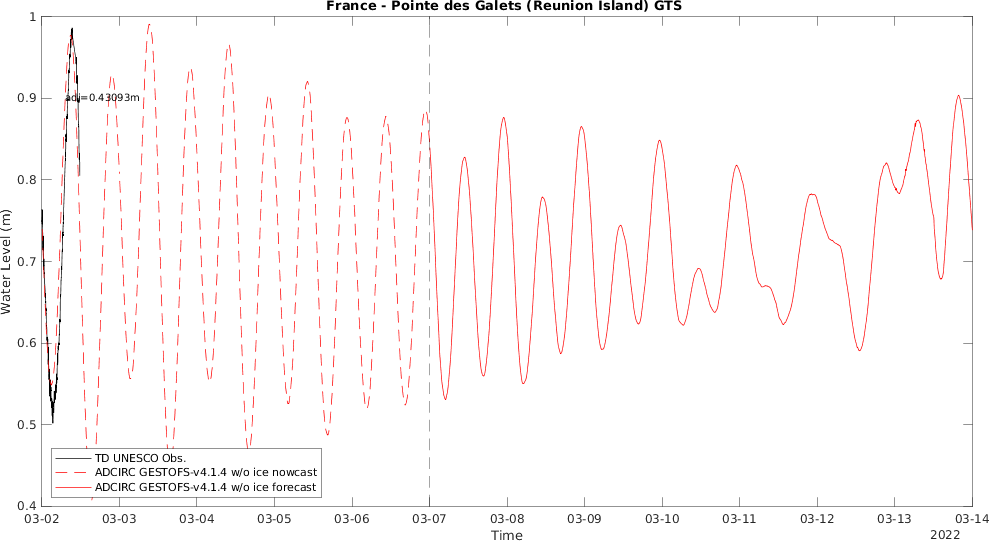 France - Pointe des Galets (Reunion Island) GTS
1
0.9
0.8
0.7
0.6
0.5
0.4
Water Level (m)
adj=0.43093m
TD UNESCO Obs.
ADCIRC GESTOFS-v4.1.4 w/o ice nowcast
ADCIRC GESTOFS-v4.1.4 w/o ice forecast
03-02 03-03 03-04 03-05 03-06 03-07 03-08 03-09 03-10 03-11 03-12 03-13 03-14
Time
2022